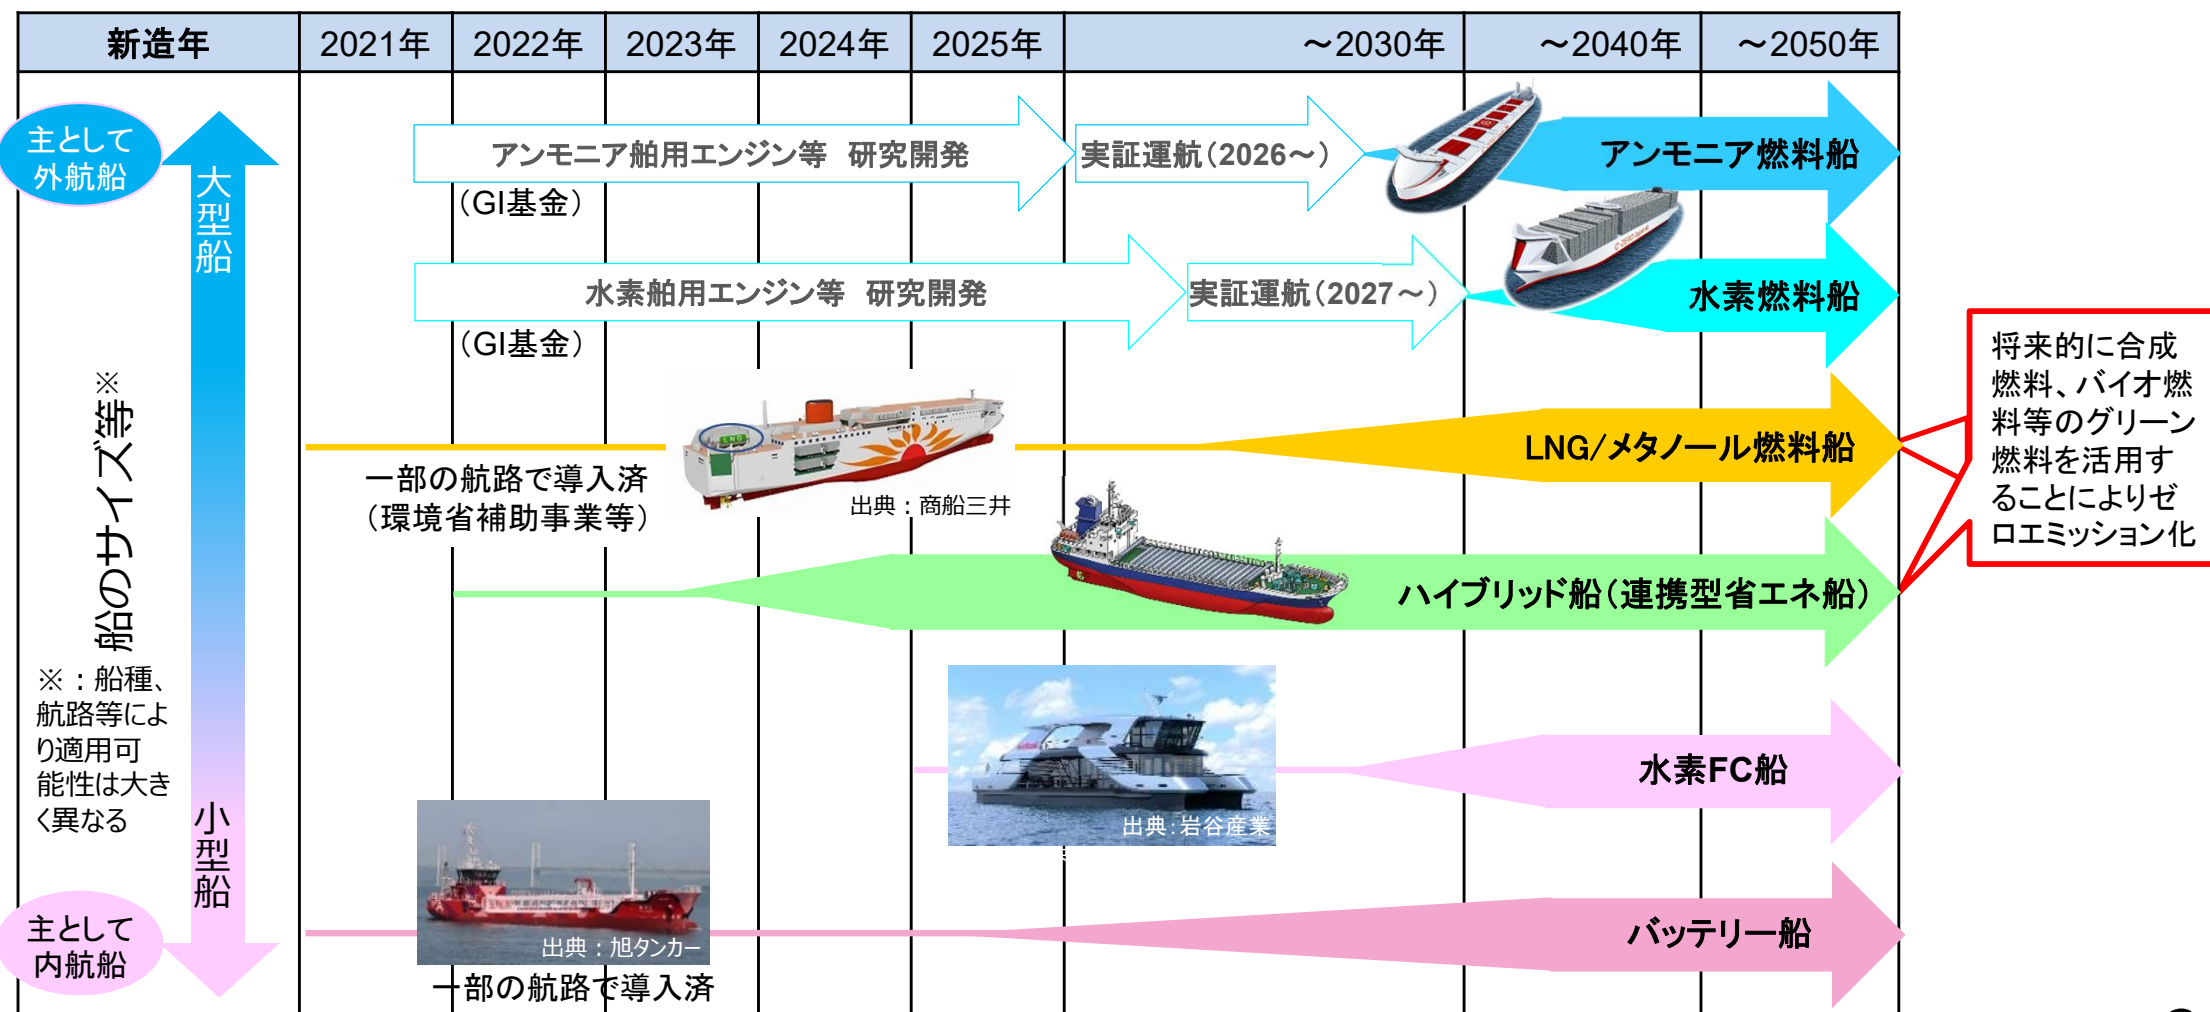 新造年 2021年 2022年 2023年 2024年 2025年 ～2030年 ～2040年 ～2050年
主として
外航船
大型船
アンモニア舶用エンジン等 研究開発
（GI基金）
実証運航（2026～）
アンモニア燃料船
水素舶用エンジン等 研究開発
（GI基金）
実証運航（2027～）
水素燃料船
船のサイズ等※
※：船種、
航路等によ
り適用可
能性は大き
く異なる
LNG
一部の航路で導入済
（環境省補助事業等）
出典：商船三井
LNG/メタノール燃料船
将来的に合成
燃料、バイオ燃
料等のグリーン
燃料を活用す
ることによりゼ
ロエミッション化
ハイブリッド船（連携型省エネ船）
出典：岩谷産業
水素FC船
小型船
主として
内航船
出典：旭タンカー
一部の航路で導入済
バッテリー船